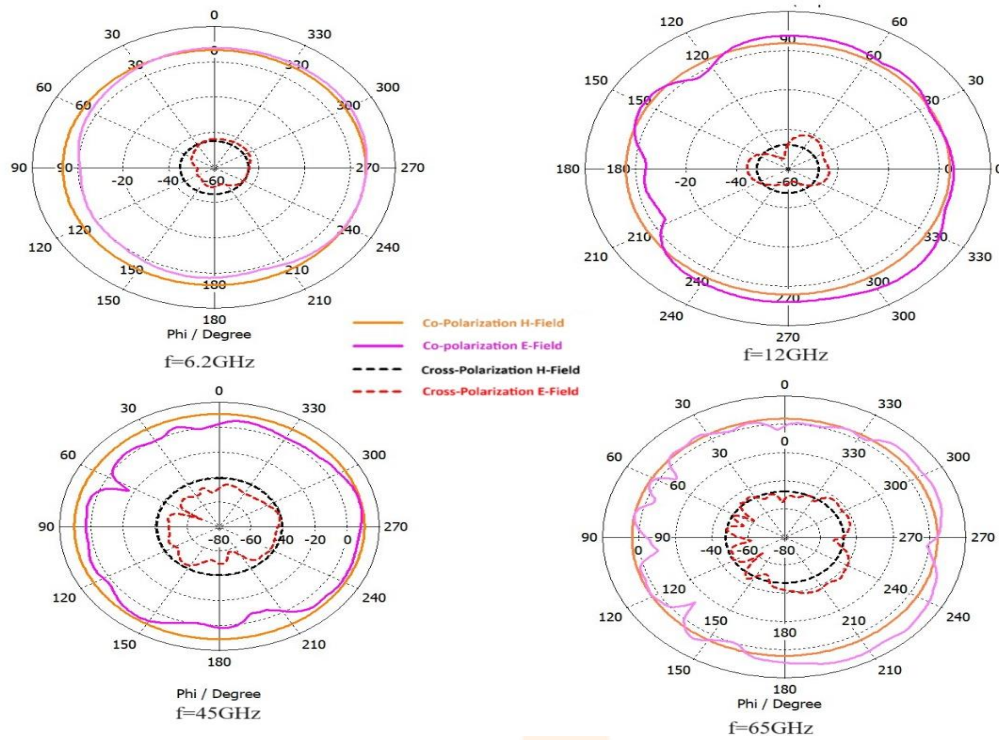 0
30 330
0
30 330
60 300
60 300
90 90 270 270
-20 -40 -60
120 240
120 240
150 210
150 210
180
180
Phi / Degree
f=6.2GHz
120 60
90
120 60
150 30
150 30
180 180 0 0
-20 -40 -60
210 330
210 330
240 300
270
240 300
270
f=12GHz
Co-Polarization H-Field
Co-polarization E-Field
Cross-Polarization H-Field
Cross-Polarization E-Field
0
30 330
60 300
90 270
-80 -60 -40 0
120 240
150 210
180
Phi / Degree
f=45GHz
0
30 330
0
30 330
60 300
60 300
90 90 270 270
0 -40 -60 -80
120 240
120 240
150 210
180
150 210
180
Phi / Degree
f=65GHz